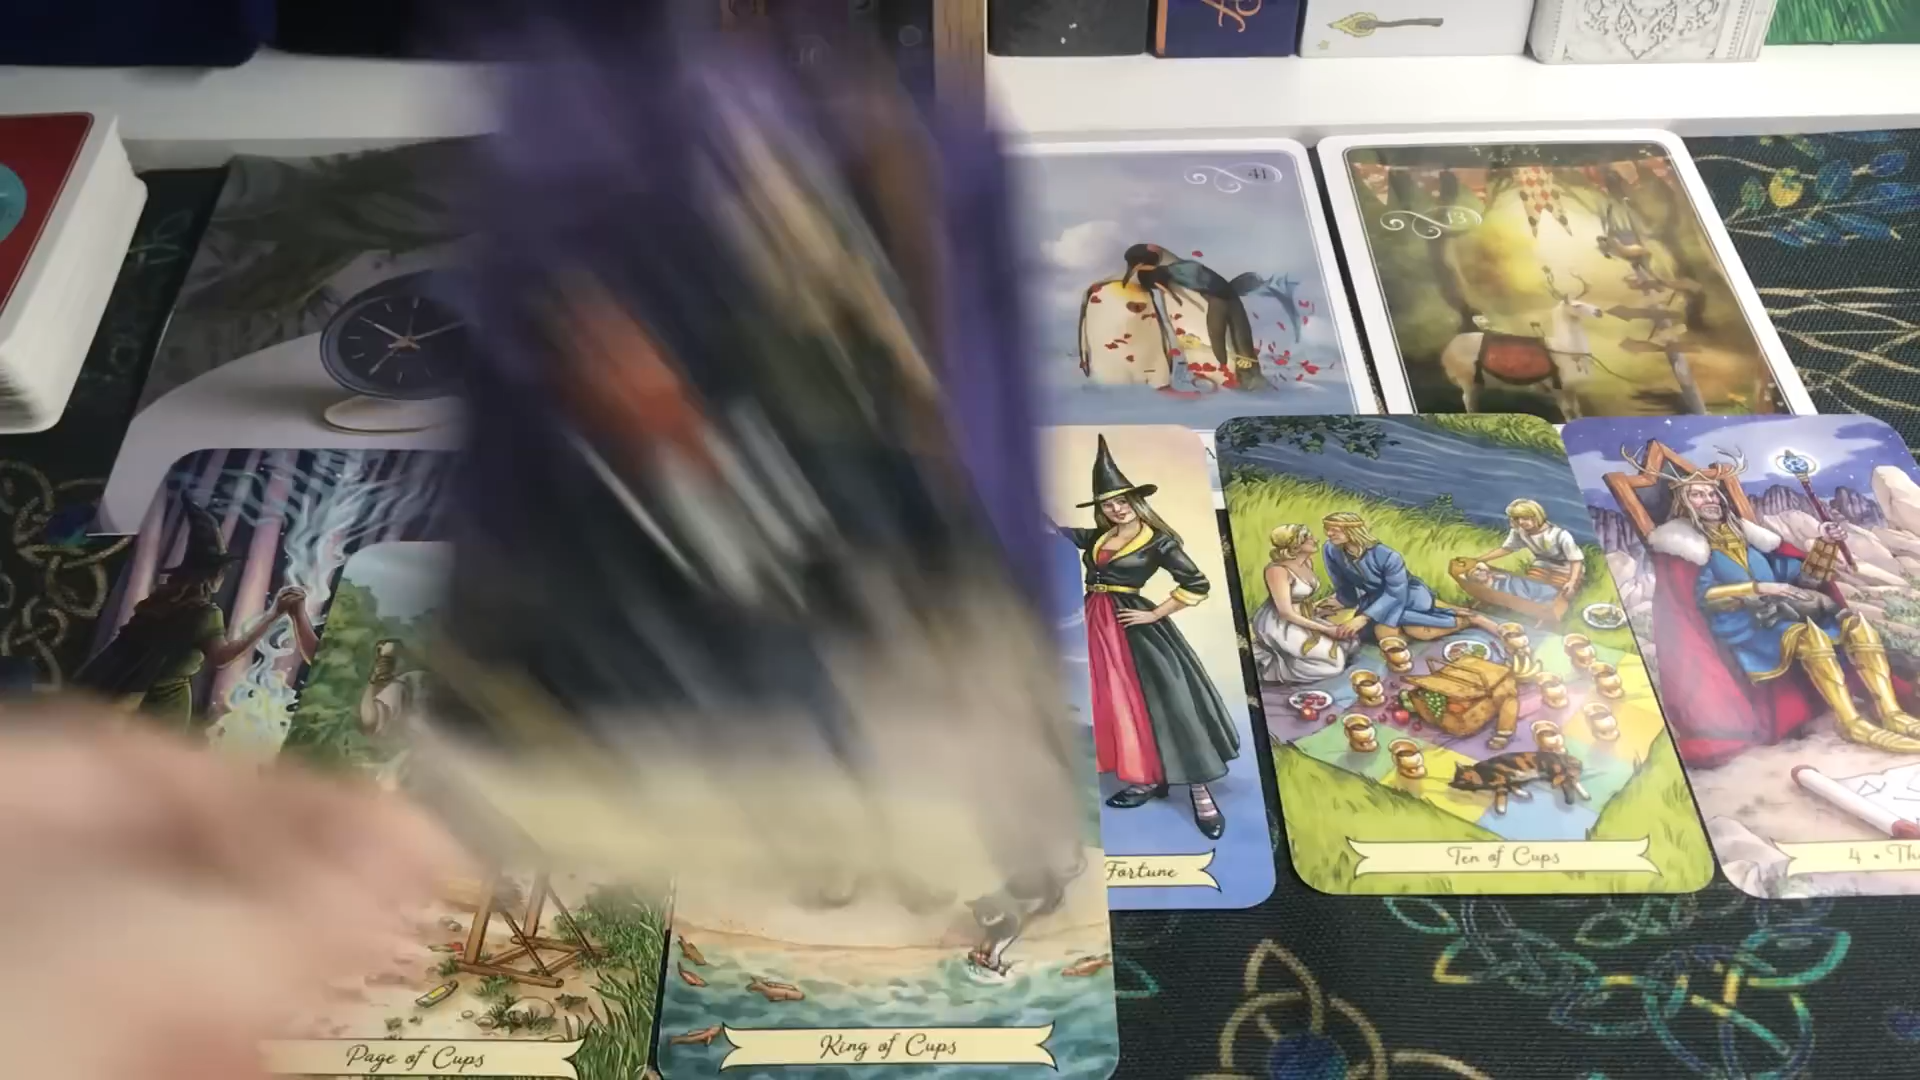 41
13
Fortune
Ten of Cups
4 • Th
Page of Cups
King of Cups